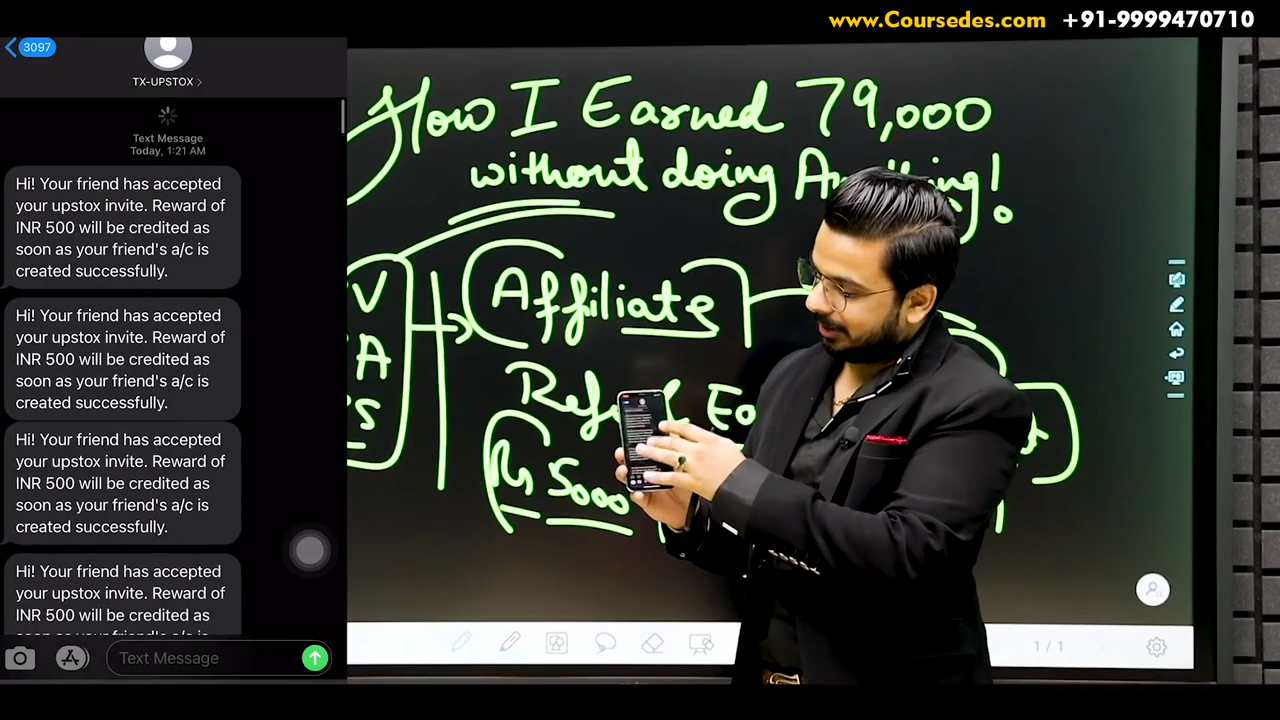 www.Coursedes.com +91-9999470710
3097
TX-UPSTOX >
Text Message
Today, 1:21 AM
Hi! Your friend has accepted
your upstox invite. Reward of
INR 500 will be credited as
soon as your friend's a/c is
created successfully.
Hi! Your friend has accepted
your upstox invite. Reward of
INR 500 will be credited as
soon as your friend's a/c is
created successfully.
Hi! Your friend has accepted
your upstox invite. Reward of
INR 500 will be credited as
soon as your friend's a/c is
created successfully.
Hi! Your friend has accepted
your upstox invite. Reward of
INR 500 will be credited as
Text Message
How I Earned 79,000
without doing
Affiliate
Rs 5000
1/1